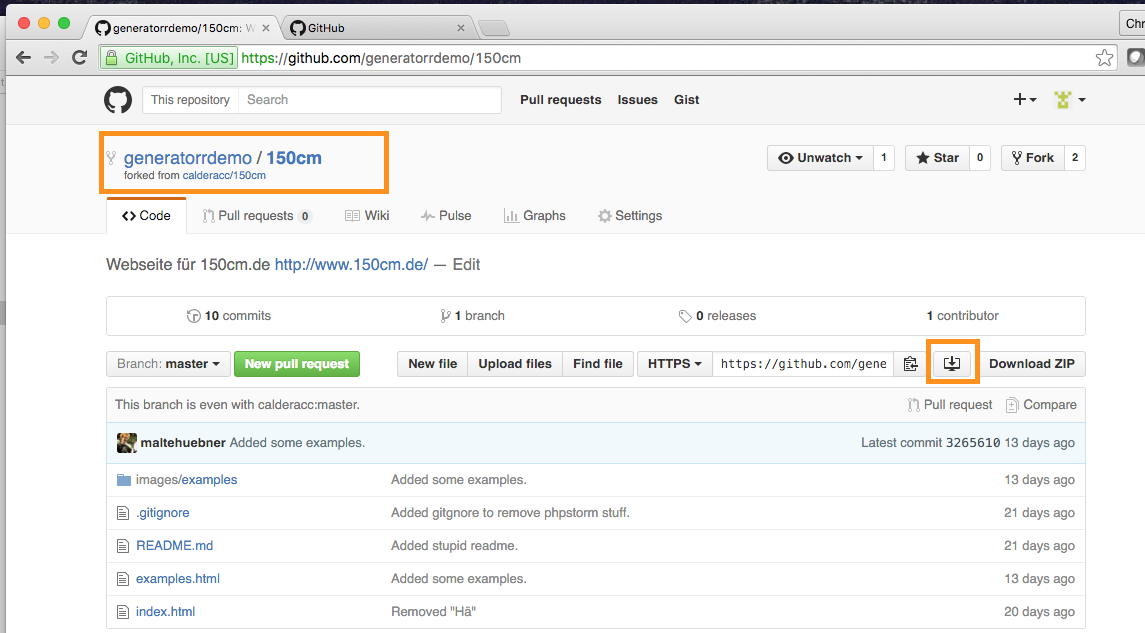 generatorrdemo/150cm: W
GitHub
Chr
GitHub, Inc. [US] https://github.com/generatorrdemo/150cm
This repository Search Pull requests Issues Gist
generatorrdemo / 150cm
forked from calderacc/150cm
Unwatch 1 Star 0 Fork 2
Code Pull requests 0 Wiki Pulse Graphs Settings
Webseite für 150cm.de http://www.150cm.de/ — Edit
10 commits 1 branch 0 releases 1 contributor
Branch: master New pull request New file Upload files Find file HTTPS https://github.com/gene Download ZIP
This branch is even with calderacc:master. Pull request Compare
maltehuebner Added some examples. Latest commit 3265610 13 days ago
images/examples Added some examples. 13 days ago
.gitignore Added gitgnore to remove phpstorm stuff. 21 days ago
README.md Added stupid readme. 21 days ago
examples.html Added some examples. 13 days ago
index.html Removed "Hä" 20 days ago